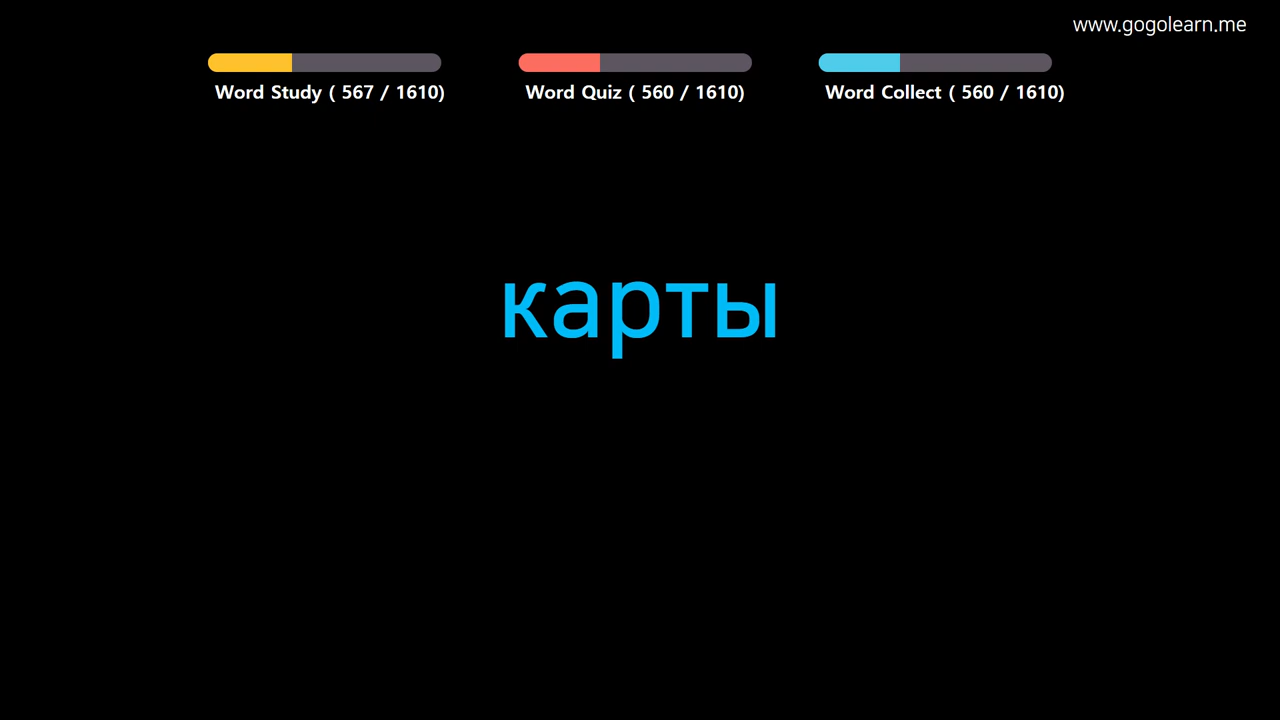 www.gogolearn.me
Word Study ( 567 / 1610)
Word Quiz ( 560 / 1610)
Word Collect ( 560 / 1610)
карты